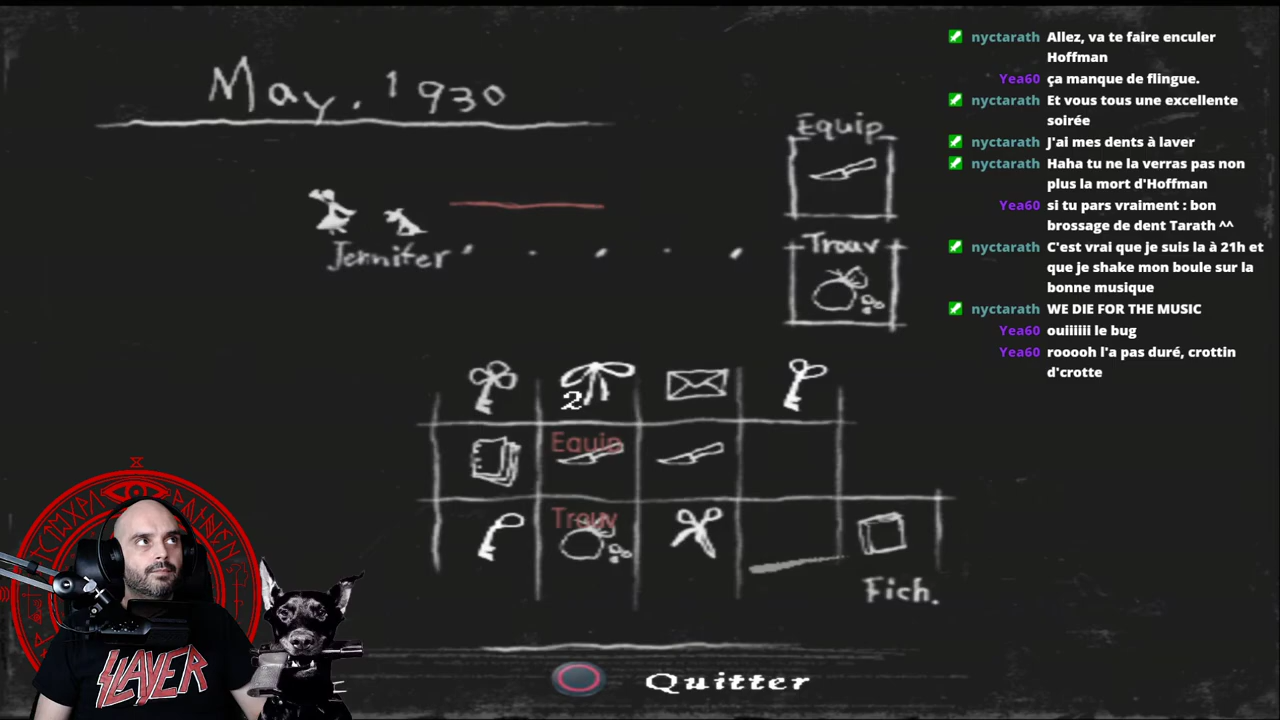 May. 1930
Jennifer
Equip
Trouv
2
Equip
Trouv
Fich.
Quitter
SLAYER
nyctarath Allez, va te faire enculer
Hoffman
Yea60 ça manque de flingue.
nyctarath Et vous tous une excellente
soirée
nyctarath J'ai mes dents à laver
nyctarath Haha tu ne la verras pas non
plus la mort d'Hoffman
Yea60 si tu pars vraiment : bon
brossage de dent Tarath ^^
nyctarath C'est vrai que je suis la à 21h et
que je shake mon boule sur la
bonne musique
nyctarath WE DIE FOR THE MUSIC
Yea60 ouiiiiii le bug
Yea60 rooooh l'a pas duré, crottin
d'crotte